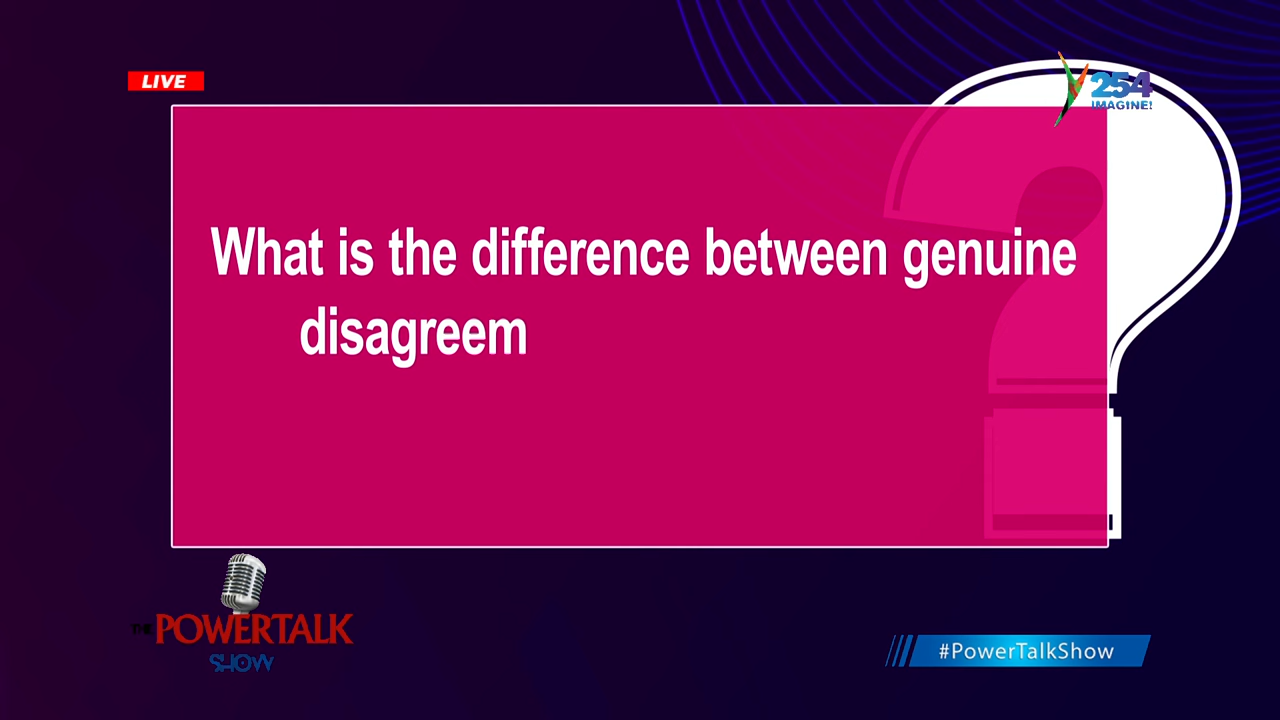 LIVE
254
IMAGINE!
What is the difference between genuine
disagreem
THE POWERTALK
SHOW
#PowerTalkShow